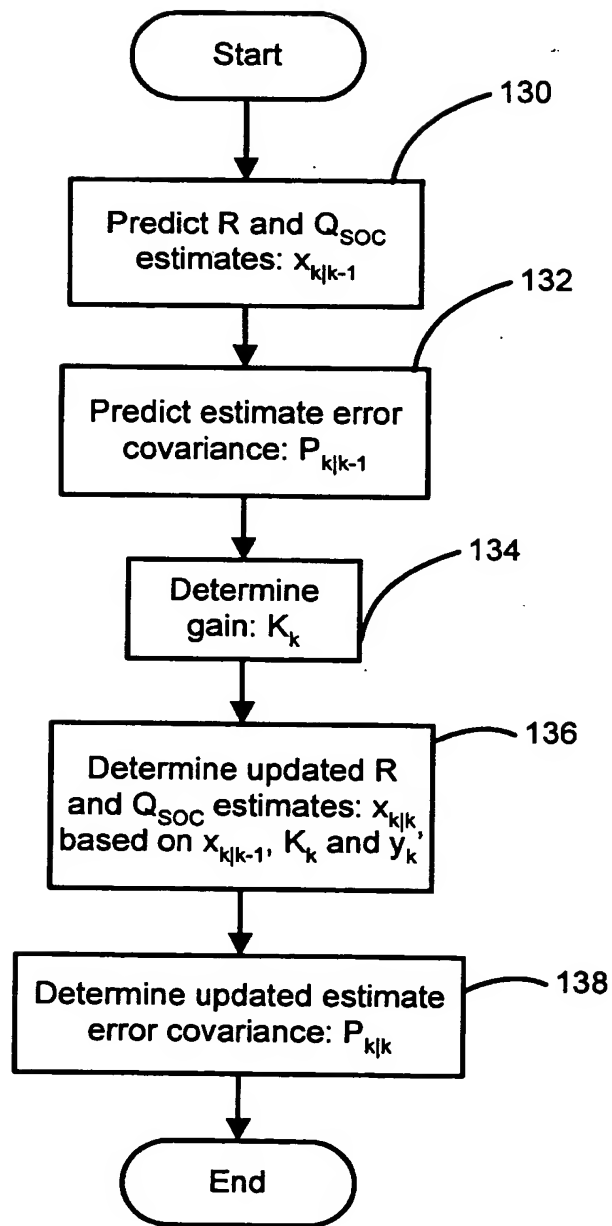 Start
130
Predict R and Q_SOC
estimates: x_k|k-1
132
Predict estimate error
covariance: P_k|k-1
134
Determine
gain: K_k
136
Determine updated R
and Q_SOC estimates: x_k|k,
based on x_k|k-1, K_k and y_k
138
Determine updated estimate
error covariance: P_k|k
End